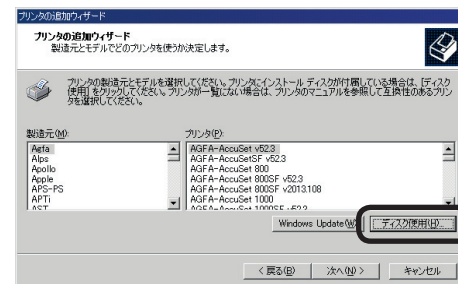 プリンタの追加ウィザード
プリンタの追加ウィザード
製造元とモデルでどのプリンタを使うか決定します。
プリンタの製造元とモデルを選択してください。プリンタにインストール ディスクが付属している場合は、[ディスク
使用] をクリックしてください。プリンタが一覧にない場合は、プリンタのマニュアルを参照して互換性のあるプリン
タを選択してください。
製造元(M):
プリンタ(P):
Agfa
Alps
Apollo
Apple
APS-PS
APTi
AST
AGFA-AccuSet v52.3
AGFA-AccuSetSF v52.3
AGFA-AccuSet 800
AGFA-AccuSet 800SF v52.3
AGFA-AccuSet 800SF v2013.108
AGFA-AccuSet 1000
AGFA-AccuSet 1000SF v52.3
Windows Update(W)
ディスク使用(H)...
< 戻る(B)
次へ(N) >
キャンセル